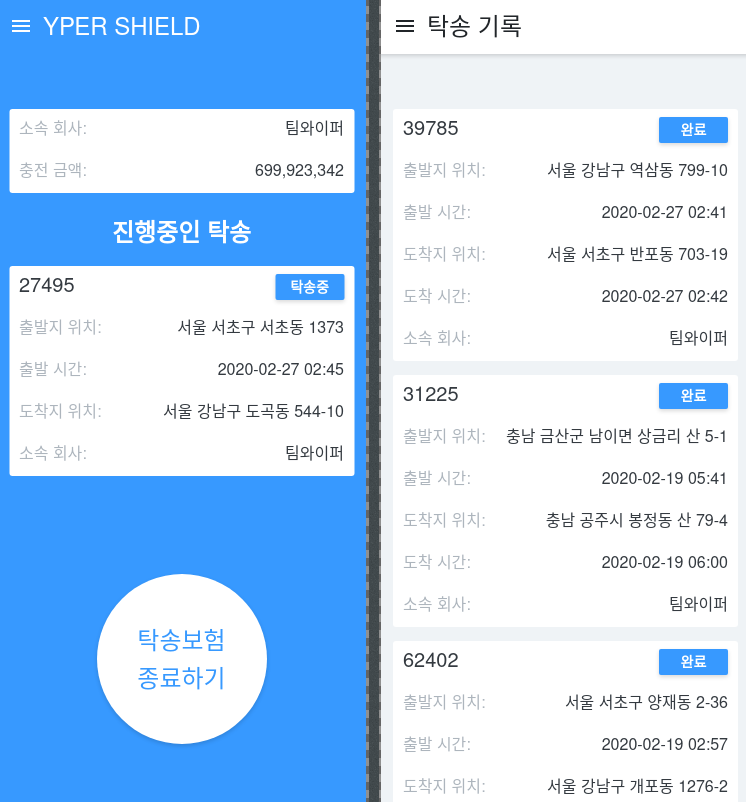 YPER SHIELD
소속 회사: 팀와이퍼
충전 금액: 699,923,342
진행중인 탁송
27495 탁송중
출발지 위치: 서울 서초구 서초동 1373
출발 시간: 2020-02-27 02:45
도착지 위치: 서울 강남구 도곡동 544-10
소속 회사: 팀와이퍼
탁송보험
종료하기
탁송 기록
39785 완료
출발지 위치: 서울 강남구 역삼동 799-10
출발 시간: 2020-02-27 02:41
도착지 위치: 서울 서초구 반포동 703-19
도착 시간: 2020-02-27 02:42
소속 회사: 팀와이퍼
31225 완료
출발지 위치: 충남 금산군 남이면 상금리 산 5-1
출발 시간: 2020-02-19 05:41
도착지 위치: 충남 공주시 봉정동 산 79-4
도착 시간: 2020-02-19 06:00
소속 회사: 팀와이퍼
62402 완료
출발지 위치: 서울 서초구 양재동 2-36
출발 시간: 2020-02-19 02:57
도착지 위치: 서울 강남구 개포동 1276-2